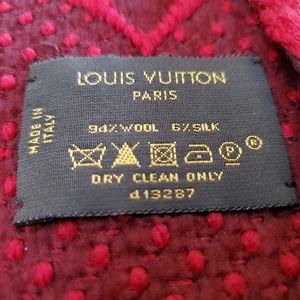 LOUIS VUITTON
PARIS
MADE IN
ITALY
94% WOOL 6% SILK
DRY CLEAN ONLY
413287